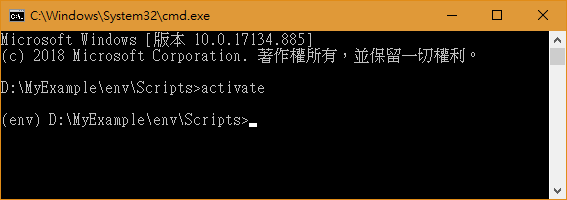 C:\Windows\System32\cmd.exe
Microsoft Windows [版本 10.0.17134.885]
(c) 2018 Microsoft Corporation. 著作權所有，並保留一切權利。
D:\MyExample\env\Scripts>activate
(env) D:\MyExample\env\Scripts>